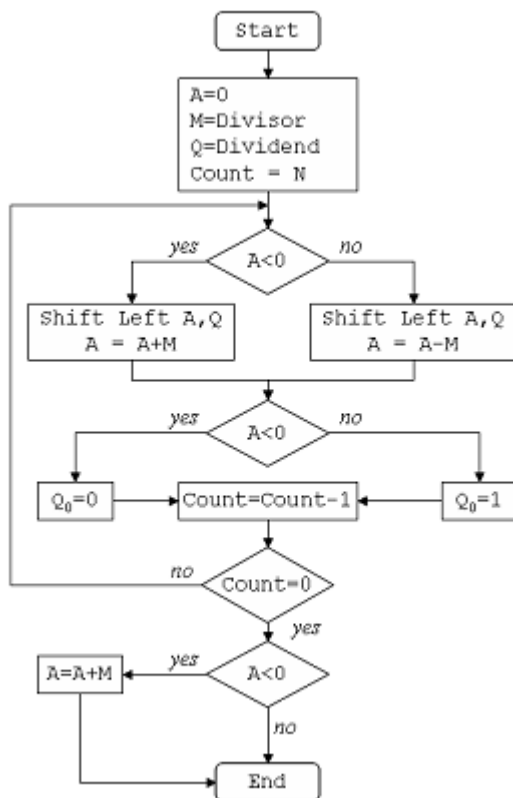 Start
A=0
M=Divisor
Q=Dividend
Count = N
yes
A<0
no
Shift Left A,Q
A = A+M
Shift Left A,Q
A = A-M
yes
A<0
no
Q₀=0
Count=Count-1
Q₀=1
no
Count=0
yes
A=A+M
yes
A<0
no
End